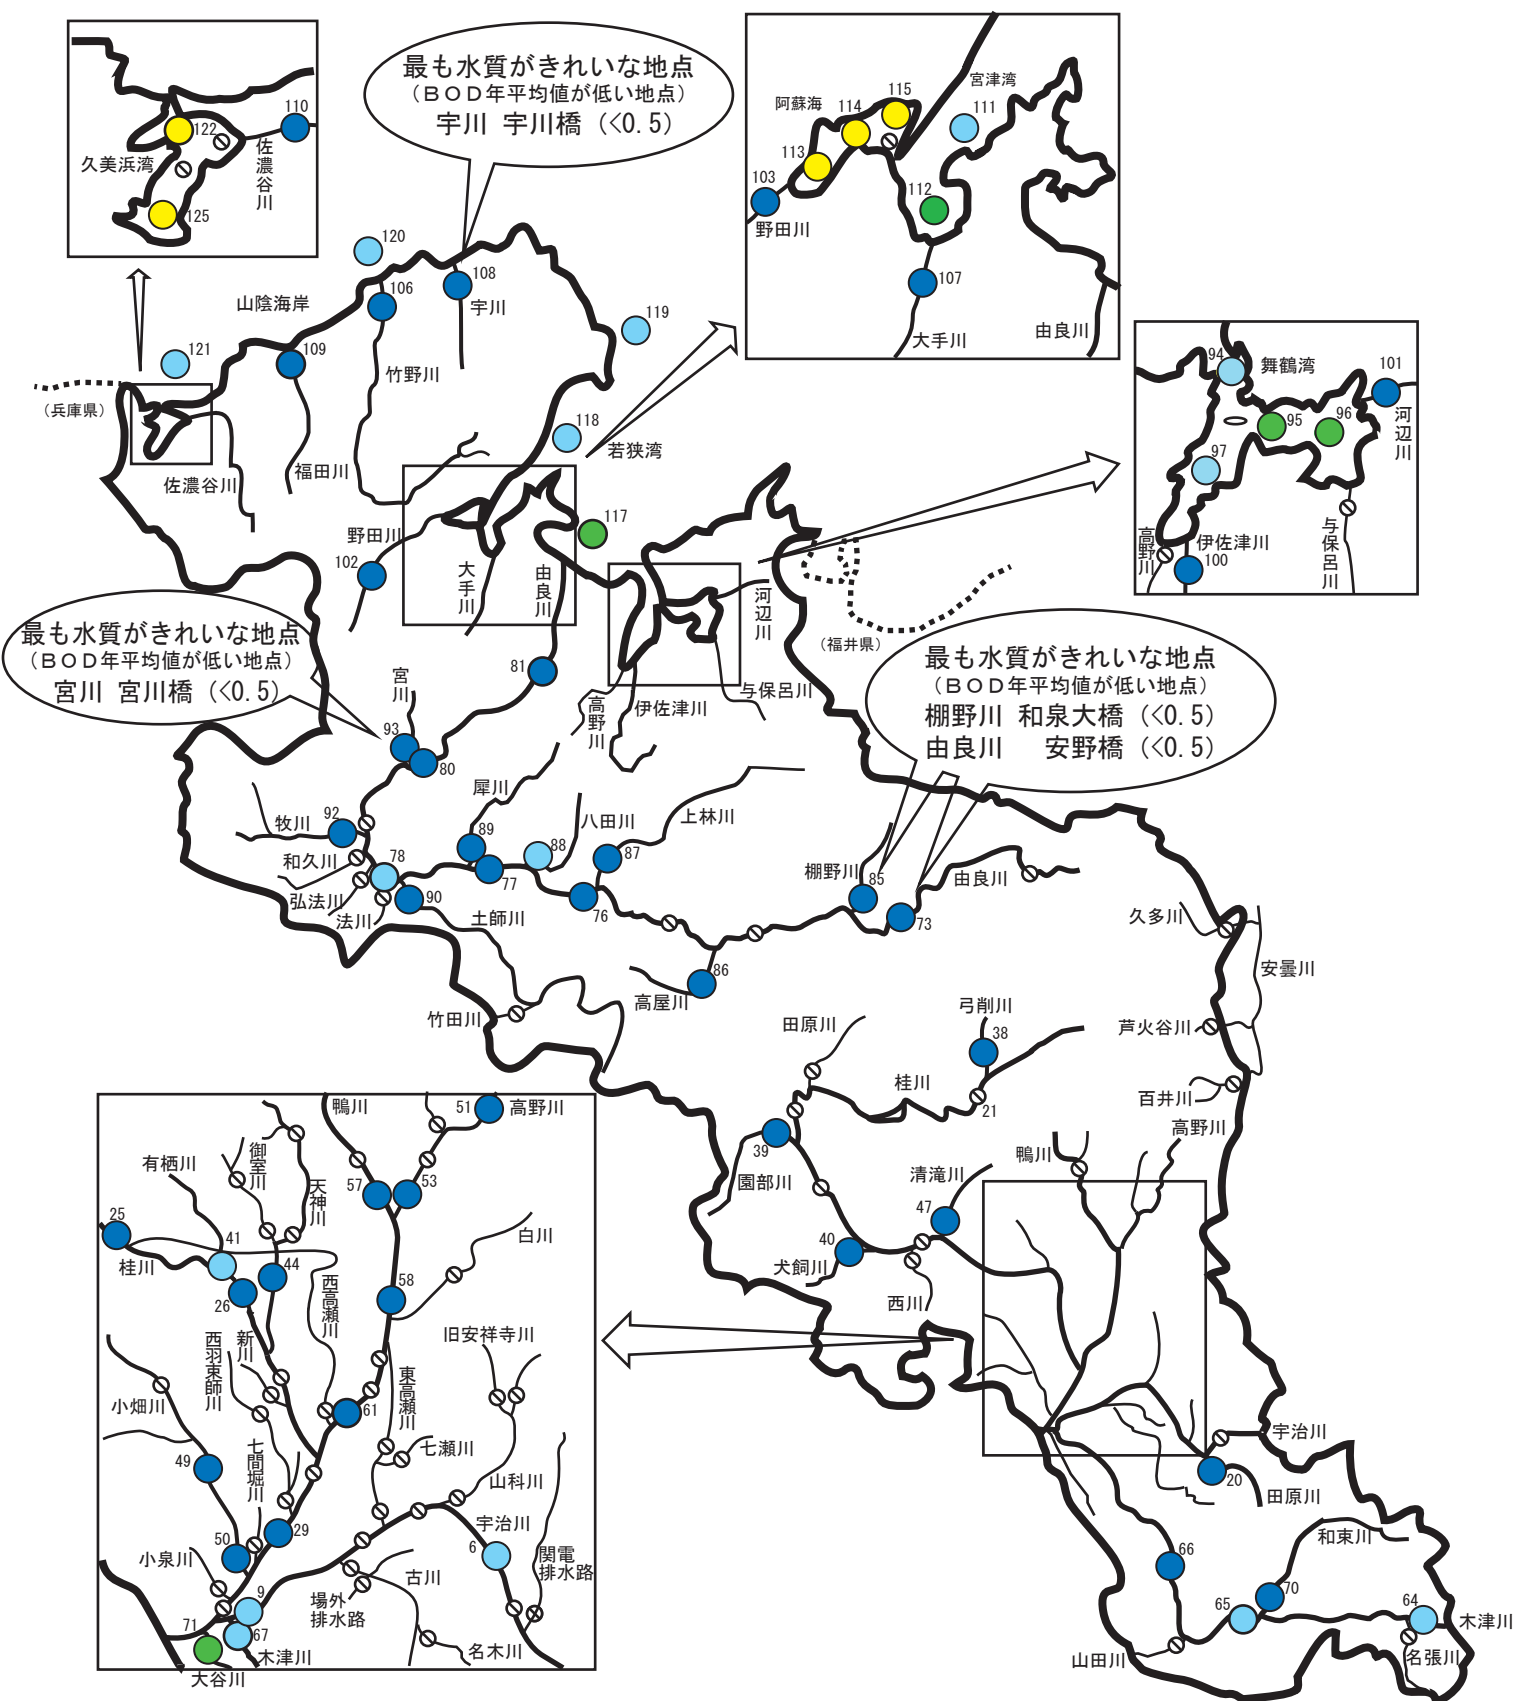 最も水質がきれいな地点
（ＢＯＤ年平均値が低い地点）
宇川 宇川橋（<0.5）
110
122
久美浜湾
佐濃谷川
125
宮津湾
阿蘇海
115
114
111
113
103
112
野田川
107
大手川
由良川
120
108
106
宇川
山陰海岸
119
121
109
竹野川
（兵庫県）
118
若狭湾
佐濃谷川
福田川
94
舞鶴湾
101
95
96
河辺川
97
高野川
伊佐津川
100
与保呂川
117
野田川
102
大手川
由良川
河辺川
（福井県）
最も水質がきれいな地点
（ＢＯＤ年平均値が低い地点）
宮川 宮川橋（<0.5）
81
宮川
高野川
伊佐津川
与保呂川
最も水質がきれいな地点
（ＢＯＤ年平均値が低い地点）
棚野川 和泉大橋（<0.5）
由良川 安野橋（<0.5）
93
80
犀川
牧川
92
89
88
八田川
上林川
87
和久川
78
77
弘法川
90
法川
土師川
76
棚野川
85
由良川
73
久多川
86
高屋川
安曇川
竹田川
田原川
弓削川
38
芦火谷川
桂川
21
百井川
高野川
39
園部川
鴨川
清滝川
47
40
犬飼川
西川
鴨川
51
高野川
御室川
有栖川
天神川
57
53
25
41
桂川
44
26
西高瀬川
58
白川
旧安祥寺川
新川
西羽束師川
東高瀬川
小畑川
61
七瀬川
49
七間堀川
山科川
29
宇治川
50
小泉川
6
関電
排水路
9
場外
排水路
古川
71
67
木津川
名木川
大谷川
宇治川
20
田原川
和束川
66
70
65
64
木津川
山田川
名張川